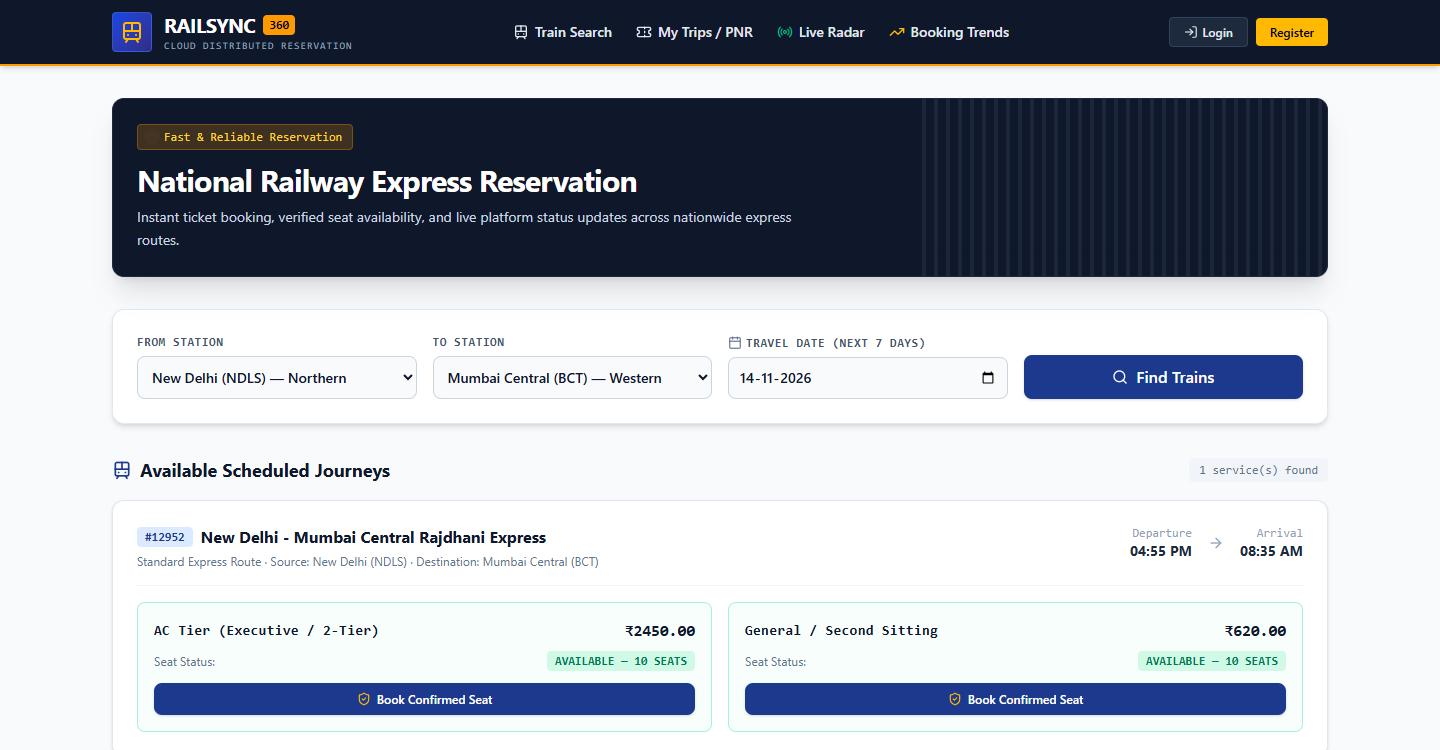 RAILSYNC 360
CLOUD DISTRIBUTED RESERVATION
Train Search
My Trips / PNR
Live Radar
Booking Trends
Login
Register
Fast & Reliable Reservation
National Railway Express Reservation
Instant ticket booking, verified seat availability, and live platform status updates across nationwide express
routes.
FROM STATION
New Delhi (NDLS) — Northern
TO STATION
Mumbai Central (BCT) — Western
TRAVEL DATE (NEXT 7 DAYS)
14-11-2026
Find Trains
Available Scheduled Journeys
1 service(s) found
#12952 New Delhi - Mumbai Central Rajdhani Express
Standard Express Route · Source: New Delhi (NDLS) · Destination: Mumbai Central (BCT)
Departure
04:55 PM
Arrival
08:35 AM
AC Tier (Executive / 2-Tier) ₹2450.00
Seat Status: AVAILABLE — 10 SEATS
Book Confirmed Seat
General / Second Sitting ₹620.00
Seat Status: AVAILABLE — 10 SEATS
Book Confirmed Seat